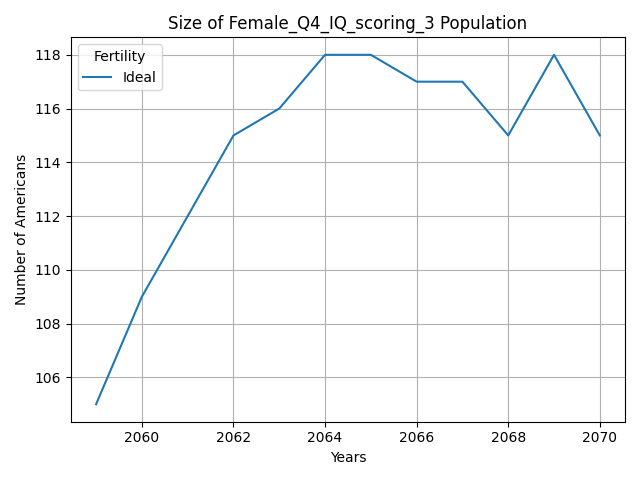 Size of Female_Q4_IQ_scoring_3 Population
Fertility
Ideal
118
116
114
112
110
108
106
Number of Americans
2060
2062
2064
2066
2068
2070
Years